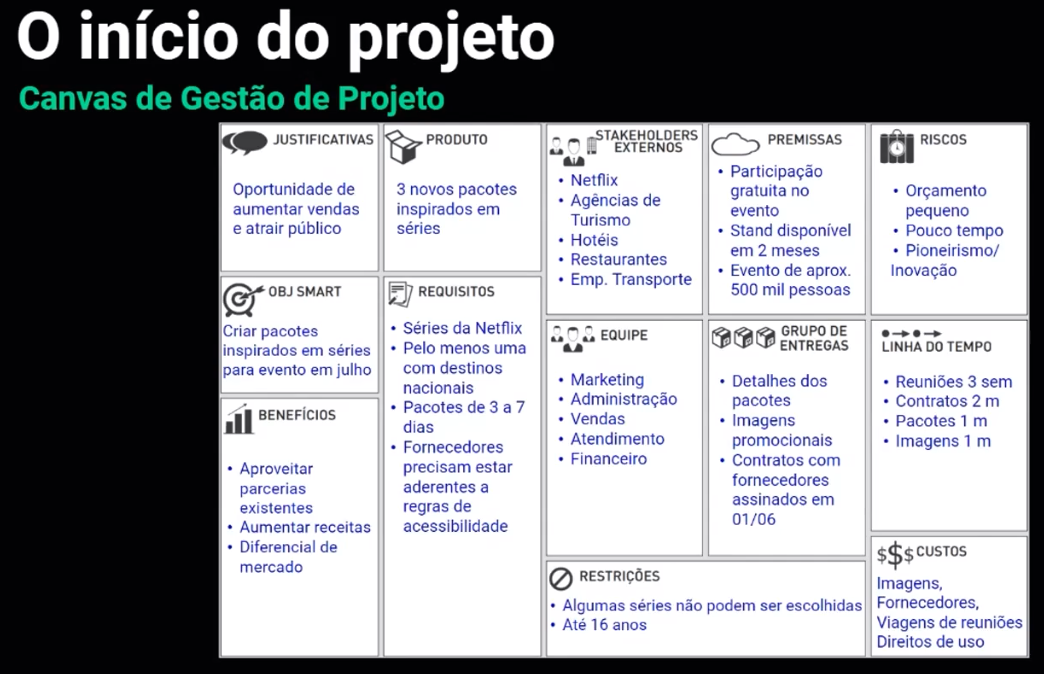 O início do projeto
Canvas de Gestão de Projeto
JUSTIFICATIVAS
Oportunidade de
aumentar vendas
e atrair público
OBJ SMART
Criar pacotes
inspirados em séries
para evento em julho
BENEFÍCIOS
• Aproveitar
parcerias
existentes
• Aumentar receitas
• Diferencial de
mercado
PRODUTO
3 novos pacotes
inspirados em
séries
REQUISITOS
• Séries da Netflix
• Pelo menos uma
com destinos
nacionais
• Pacotes de 3 a 7
dias
• Fornecedores
precisam estar
aderentes a
regras de
acessibilidade
STAKEHOLDERS
EXTERNOS
• Netflix
• Agências de
Turismo
• Hotéis
• Restaurantes
• Emp. Transporte
EQUIPE
• Marketing
• Administração
• Vendas
• Atendimento
• Financeiro
PREMISSAS
• Participação
gratuita no
evento
• Stand disponível
em 2 meses
• Evento de aprox.
500 mil pessoas
GRUPO DE
ENTREGAS
• Detalhes dos
pacotes
• Imagens
promocionais
• Contratos com
fornecedores
assinados em
01/06
RESTRIÇÕES
• Algumas séries não podem ser escolhidas
• Até 16 anos
RISCOS
• Orçamento
pequeno
• Pouco tempo
• Pioneirismo/
Inovação
LINHA DO TEMPO
• Reuniões 3 sem
• Contratos 2 m
• Pacotes 1 m
• Imagens 1 m
$$$ CUSTOS
Imagens,
Fornecedores,
Viagens de reuniões
Direitos de uso